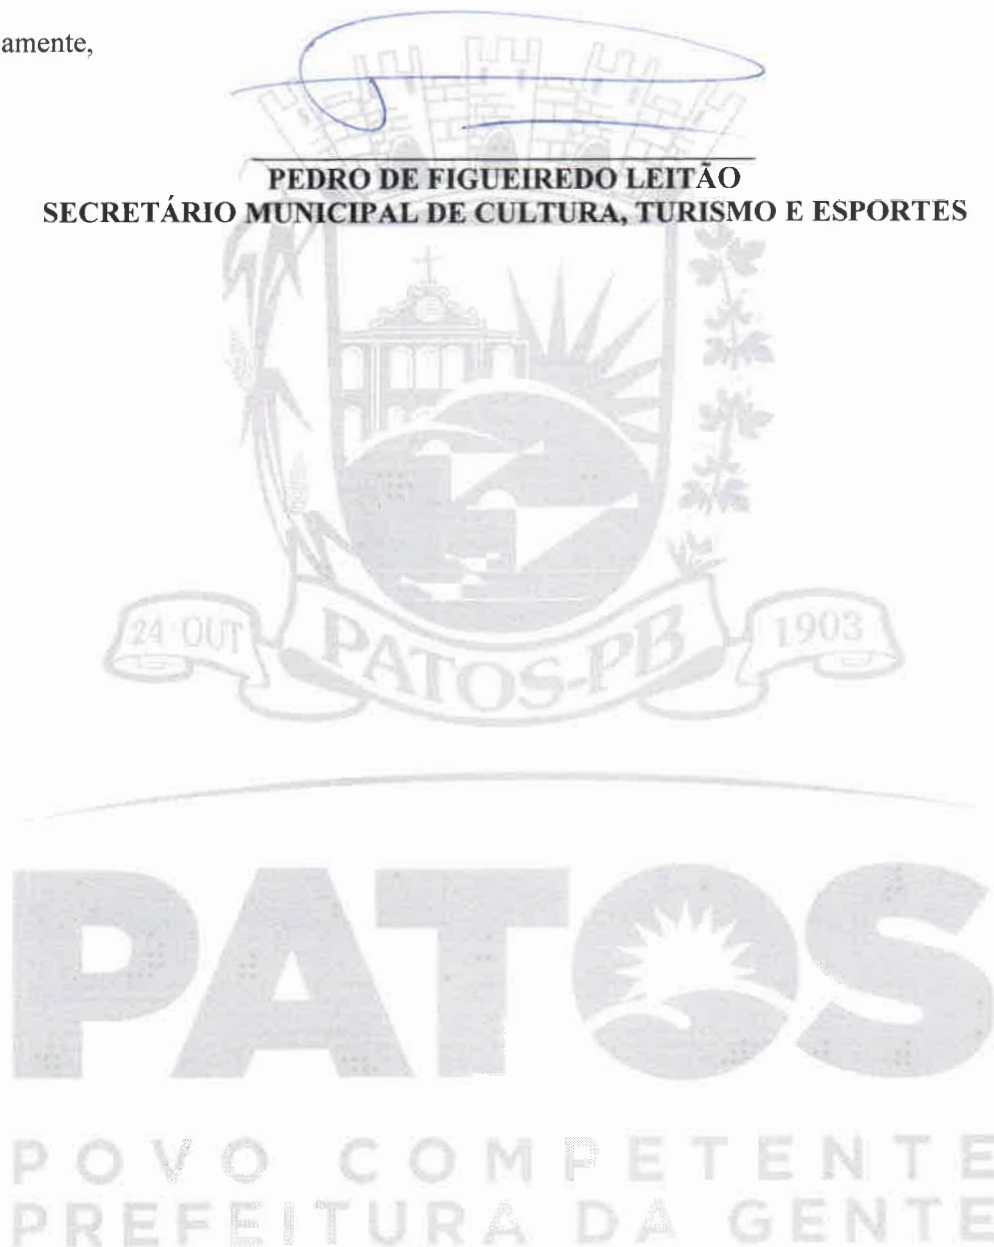 amente,
PEDRO DE FIGUEIREDO LEITÃO
SECRETÁRIO MUNICIPAL DE CULTURA, TURISMO E ESPORTES
24 OUT
PATOS-PB
1903
PATOS
POVO COMPETENTE
PREFEITURA DA GENTE